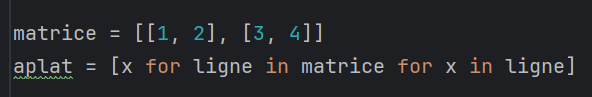 matrice = [[1, 2], [3, 4]]
aplat = [x for ligne in matrice for x in ligne]